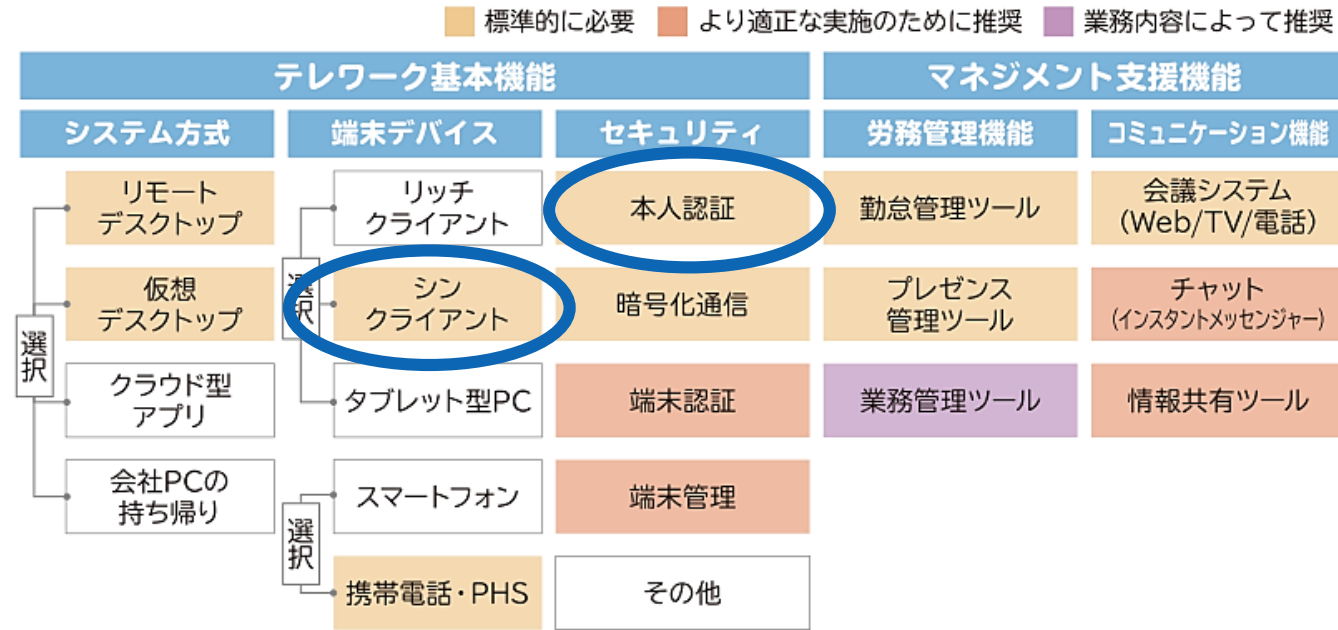 標準的に必要 より適正な実施のために推奨 業務内容によって推奨
テレワーク基本機能 マネジメント支援機能
システム方式 端末デバイス セキュリティ 労務管理機能 コミュニケーション機能
リモート
デスクトップ
リッチ
クライアント
本人認証
勤怠管理ツール
会議システム
(Web/TV/電話)
選択
仮想
デスクトップ
選択
シン
クライアント
暗号化通信
プレゼンス
管理ツール
チャット
(インスタントメッセンジャー)
クラウド型
アプリ
タブレット型PC
端末認証
業務管理ツール
情報共有ツール
会社PCの
持ち帰り
選択
スマートフォン
端末管理
携帯電話・PHS
その他